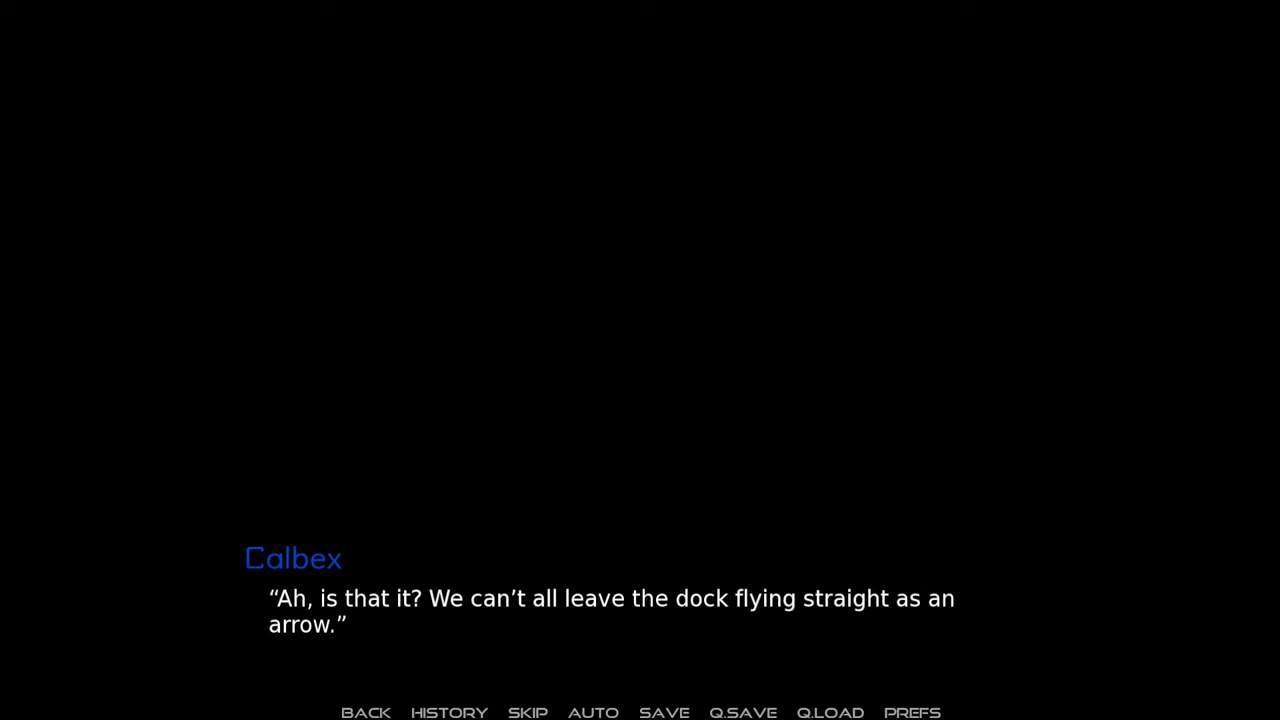 Calbex
“Ah, is that it? We can’t all leave the dock flying straight as an
arrow.”
BACK HISTORY SKIP AUTO SAVE Q.SAVE Q.LOAD PREFS